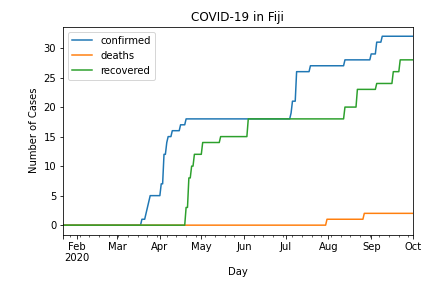 COVID-19 in Fiji
confirmed
deaths
recovered
Number of Cases
30
25
20
15
10
5
0
Feb Mar Apr May Jun Jul Aug Sep Oct
2020
Day